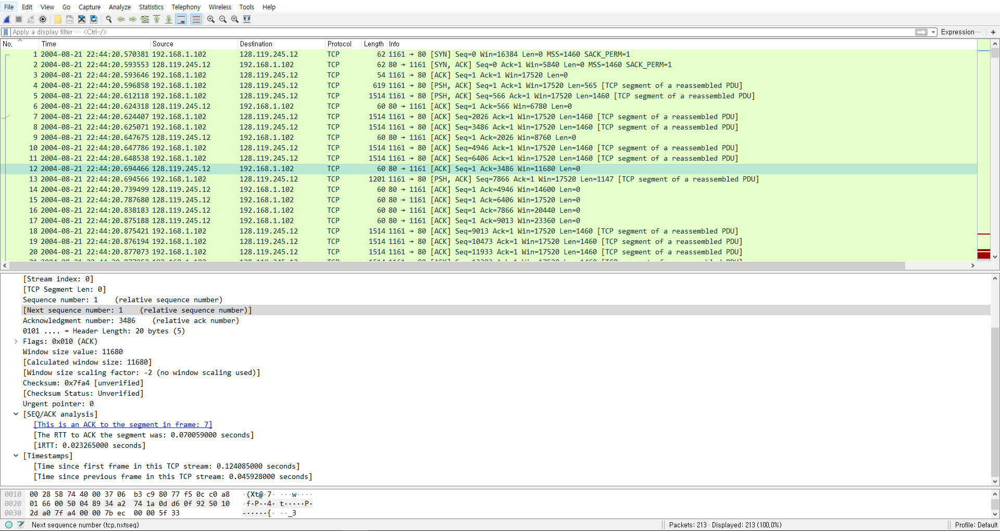 File Edit View Go Capture Analyze Statistics Telephony Wireless Tools Help
Apply a display filter ··· <Ctrl-/>
Expression··· +
No. Time Source Destination Protocol Length Info
1 2004-08-21 22:44:20.570381 192.168.1.102 128.119.245.12 TCP 62 1161 → 80 [SYN] Seq=0 Win=16384 Len=0 MSS=1460 SACK_PERM=1
2 2004-08-21 22:44:20.593553 128.119.245.12 192.168.1.102 TCP 62 80 → 1161 [SYN, ACK] Seq=0 Ack=1 Win=5840 Len=0 MSS=1460 SACK_PERM=1
3 2004-08-21 22:44:20.593646 192.168.1.102 128.119.245.12 TCP 54 1161 → 80 [ACK] Seq=1 Ack=1 Win=17520 Len=0
4 2004-08-21 22:44:20.596858 192.168.1.102 128.119.245.12 TCP 619 1161 → 80 [PSH, ACK] Seq=1 Ack=1 Win=17520 Len=565 [TCP segment of a reassembled PDU]
5 2004-08-21 22:44:20.612118 192.168.1.102 128.119.245.12 TCP 1514 1161 → 80 [PSH, ACK] Seq=566 Ack=1 Win=17520 Len=1460 [TCP segment of a reassembled PDU]
6 2004-08-21 22:44:20.624318 128.119.245.12 192.168.1.102 TCP 60 80 → 1161 [ACK] Seq=1 Ack=566 Win=6780 Len=0
7 2004-08-21 22:44:20.624407 192.168.1.102 128.119.245.12 TCP 1514 1161 → 80 [ACK] Seq=2026 Ack=1 Win=17520 Len=1460 [TCP segment of a reassembled PDU]
8 2004-08-21 22:44:20.625071 192.168.1.102 128.119.245.12 TCP 1514 1161 → 80 [ACK] Seq=3486 Ack=1 Win=17520 Len=1460 [TCP segment of a reassembled PDU]
9 2004-08-21 22:44:20.647675 128.119.245.12 192.168.1.102 TCP 60 80 → 1161 [ACK] Seq=1 Ack=2026 Win=8760 Len=0
10 2004-08-21 22:44:20.647786 192.168.1.102 128.119.245.12 TCP 1514 1161 → 80 [ACK] Seq=4946 Ack=1 Win=17520 Len=1460 [TCP segment of a reassembled PDU]
11 2004-08-21 22:44:20.648538 192.168.1.102 128.119.245.12 TCP 1514 1161 → 80 [ACK] Seq=6406 Ack=1 Win=17520 Len=1460 [TCP segment of a reassembled PDU]
12 2004-08-21 22:44:20.694466 128.119.245.12 192.168.1.102 TCP 60 80 → 1161 [ACK] Seq=1 Ack=3486 Win=11680 Len=0
13 2004-08-21 22:44:20.694566 192.168.1.102 128.119.245.12 TCP 1201 1161 → 80 [PSH, ACK] Seq=7866 Ack=1 Win=17520 Len=1147 [TCP segment of a reassembled PDU]
14 2004-08-21 22:44:20.739499 128.119.245.12 192.168.1.102 TCP 60 80 → 1161 [ACK] Seq=1 Ack=4946 Win=14600 Len=0
15 2004-08-21 22:44:20.787680 128.119.245.12 192.168.1.102 TCP 60 80 → 1161 [ACK] Seq=1 Ack=6406 Win=17520 Len=0
16 2004-08-21 22:44:20.838183 128.119.245.12 192.168.1.102 TCP 60 80 → 1161 [ACK] Seq=1 Ack=7866 Win=20440 Len=0
17 2004-08-21 22:44:20.875188 128.119.245.12 192.168.1.102 TCP 60 80 → 1161 [ACK] Seq=1 Ack=9013 Win=23360 Len=0
18 2004-08-21 22:44:20.875421 192.168.1.102 128.119.245.12 TCP 1514 1161 → 80 [ACK] Seq=9013 Ack=1 Win=17520 Len=1460 [TCP segment of a reassembled PDU]
19 2004-08-21 22:44:20.876194 192.168.1.102 128.119.245.12 TCP 1514 1161 → 80 [ACK] Seq=10473 Ack=1 Win=17520 Len=1460 [TCP segment of a reassembled PDU]
20 2004-08-21 22:44:20.877073 192.168.1.102 128.119.245.12 TCP 1514 1161 → 80 [ACK] Seq=11933 Ack=1 Win=17520 Len=1460 [TCP segment of a reassembled PDU]
[Stream index: 0]
[TCP Segment Len: 0]
Sequence number: 1 (relative sequence number)
[Next sequence number: 1 (relative sequence number)]
Acknowledgment number: 3486 (relative ack number)
0101 .... = Header Length: 20 bytes (5)
Flags: 0x010 (ACK)
Window size value: 11680
[Calculated window size: 11680]
[Window size scaling factor: -2 (no window scaling used)]
Checksum: 0x7fa4 [unverified]
[Checksum Status: Unverified]
Urgent pointer: 0
[SEQ/ACK analysis]
[This is an ACK to the segment in frame: 7]
[The RTT to ACK the segment was: 0.070059000 seconds]
[iRTT: 0.023265000 seconds]
[Timestamps]
[Time since first frame in this TCP stream: 0.124085000 seconds]
[Time since previous frame in this TCP stream: 0.045928000 seconds]
0010 00 28 58 74 40 00 37 06 b3 c9 80 77 f5 0c c0 a8 ·(Xt@·7· ···w····
0020 01 66 00 50 04 89 34 a2 74 1a 0d d6 0f 92 50 10 ·f·P··4· t·····P·
0030 2d a0 7f a4 00 00 7b ec 00 00 5f 33 -·····{· ··_3
Next sequence number (tcp.nxtseq) Packets: 213 · Displayed: 213 (100.0%) Profile: Default